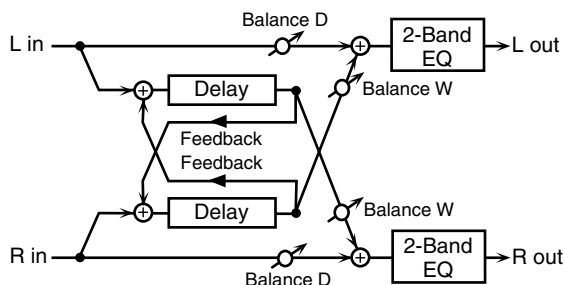 Balance D
L in
2-Band
EQ
L out
Delay
Balance W
Feedback
Feedback
Delay
Balance W
R in
2-Band
EQ
R out
Balance D